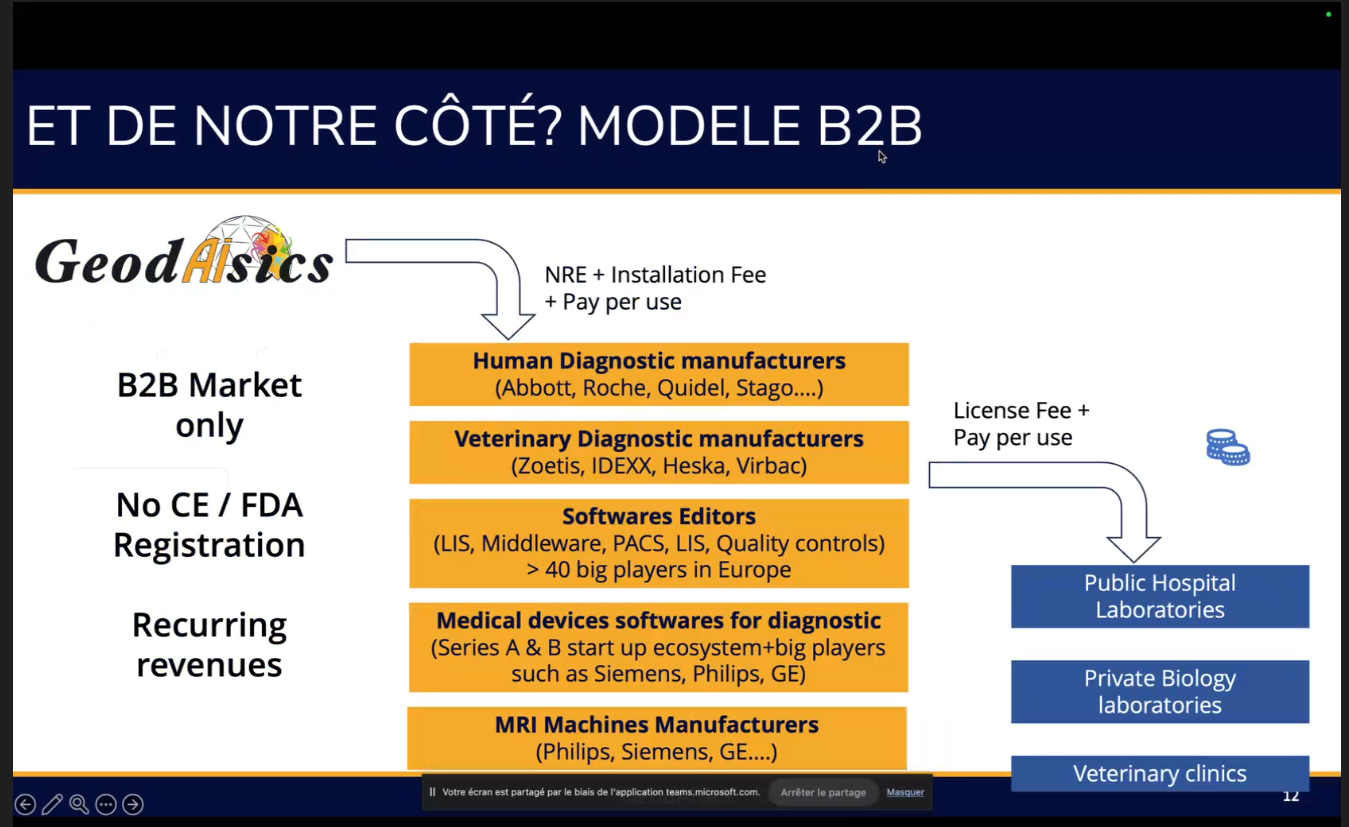 ET DE NOTRE CÔTÉ? MODELE B2B
GeodAIsics
NRE + Installation Fee
+ Pay per use
B2B Market
only
No CE / FDA
Registration
Recurring
revenues
Human Diagnostic manufacturers
(Abbott, Roche, Quidel, Stago....)
Veterinary Diagnostic manufacturers
(Zoetis, IDEXX, Heska, Virbac)
Softwares Editors
(LIS, Middleware, PACS, LIS, Quality controls)
> 40 big players in Europe
Medical devices softwares for diagnostic
(Series A & B start up ecosystem+big players
such as Siemens, Philips, GE)
MRI Machines Manufacturers
(Philips, Siemens, GE....)
License Fee +
Pay per use
Public Hospital
Laboratories
Private Biology
laboratories
Veterinary clinics
Votre écran est partagé par le biais de l'application teams.microsoft.com.
Arrêter le partage
Masquer
12